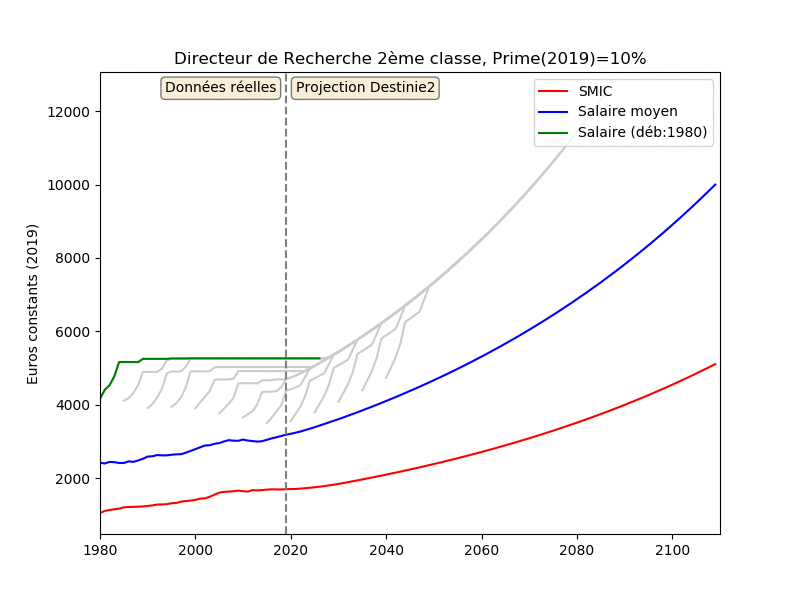 Directeur de Recherche 2ème classe, Prime(2019)=10%
Données réelles
Projection Destinie2
SMIC
Salaire moyen
Salaire (déb:1980)
Euros constants (2019)
12000
10000
8000
6000
4000
2000
1980
2000
2020
2040
2060
2080
2100